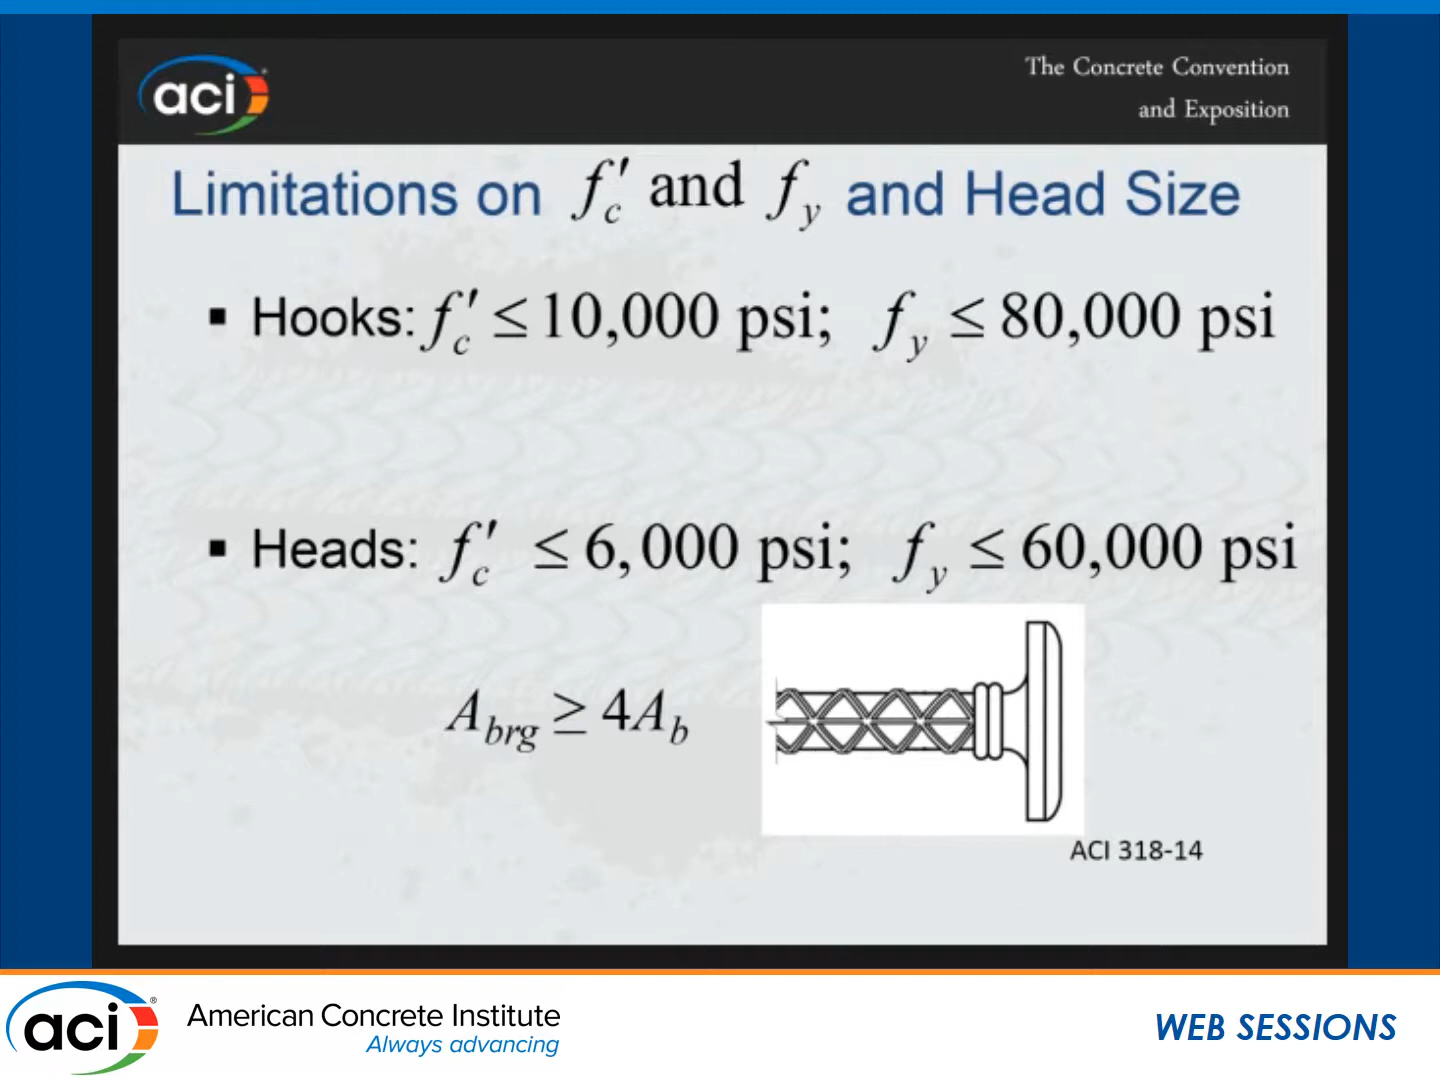 aci
The Concrete Convention
and Exposition
Limitations on f′c and fy and Head Size
▪ Hooks: f′c ≤ 10,000 psi; fy ≤ 80,000 psi
▪ Heads: f′c ≤ 6,000 psi; fy ≤ 60,000 psi
Abrg ≥ 4Ab
ACI 318-14
aci®
American Concrete Institute
Always advancing
WEB SESSIONS